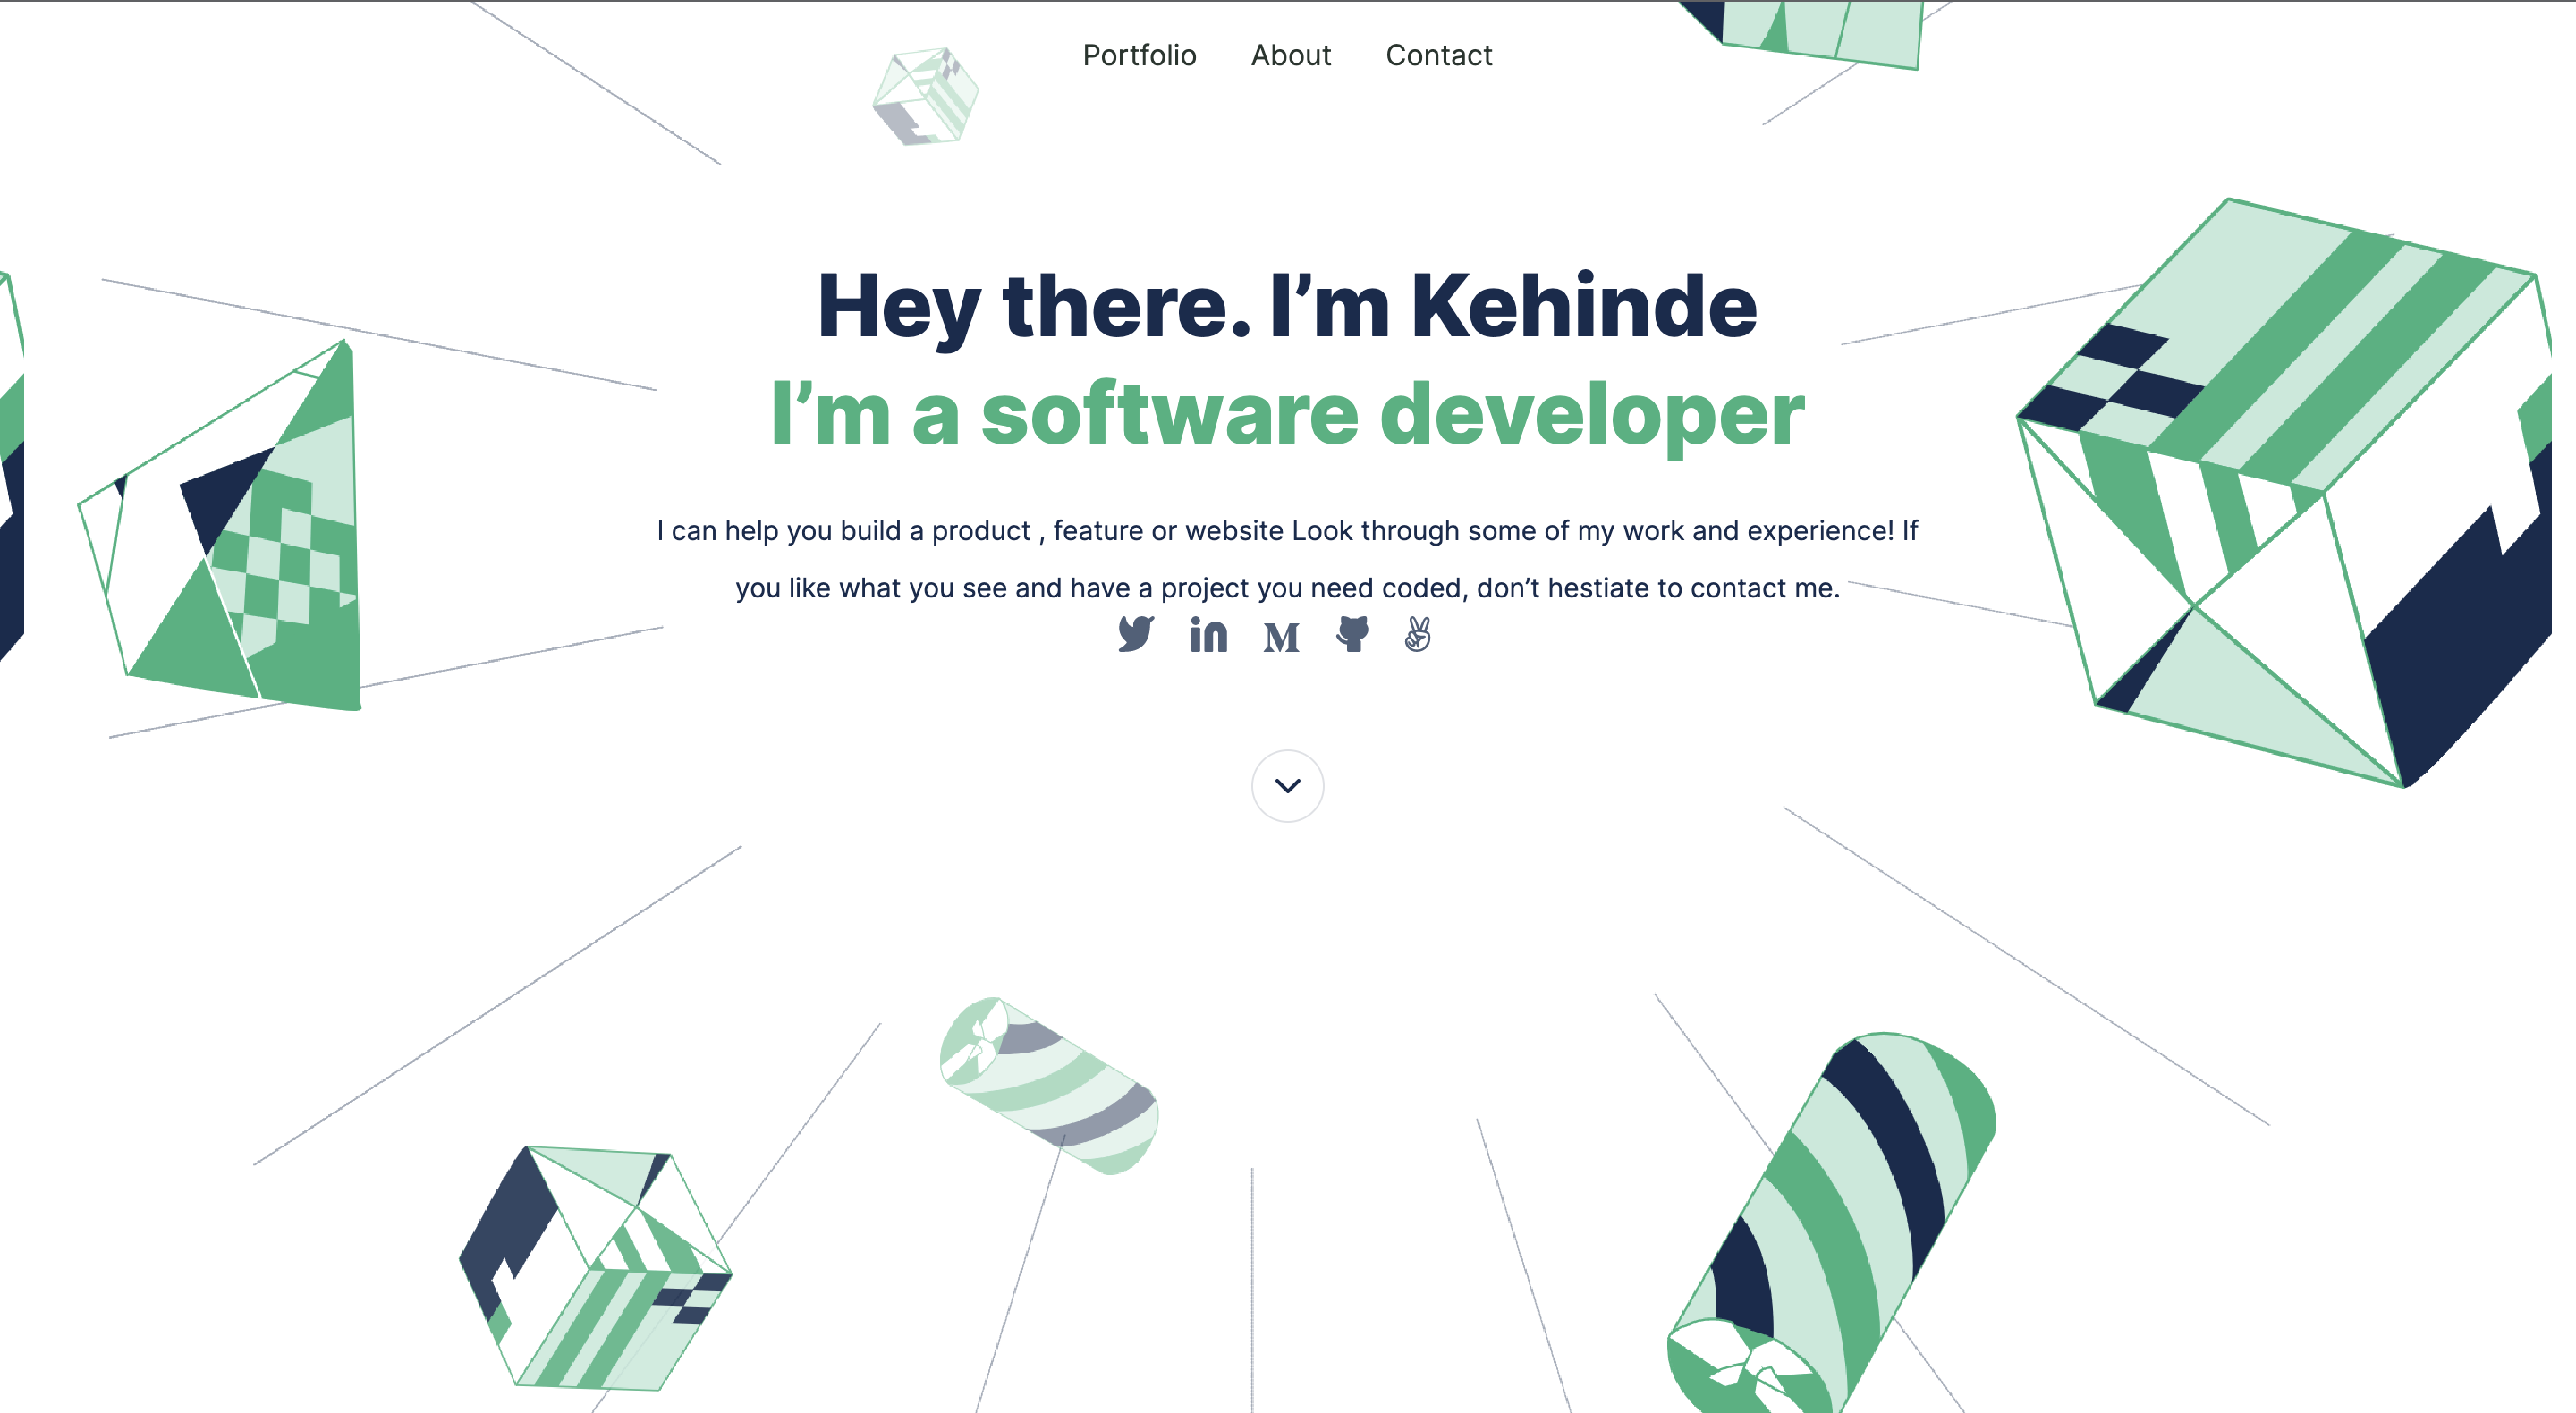 Portfolio About Contact
Hey there. I’m Kehinde
I’m a software developer
I can help you build a product , feature or website Look through some of my work and experience! If
you like what you see and have a project you need coded, don’t hestiate to contact me.